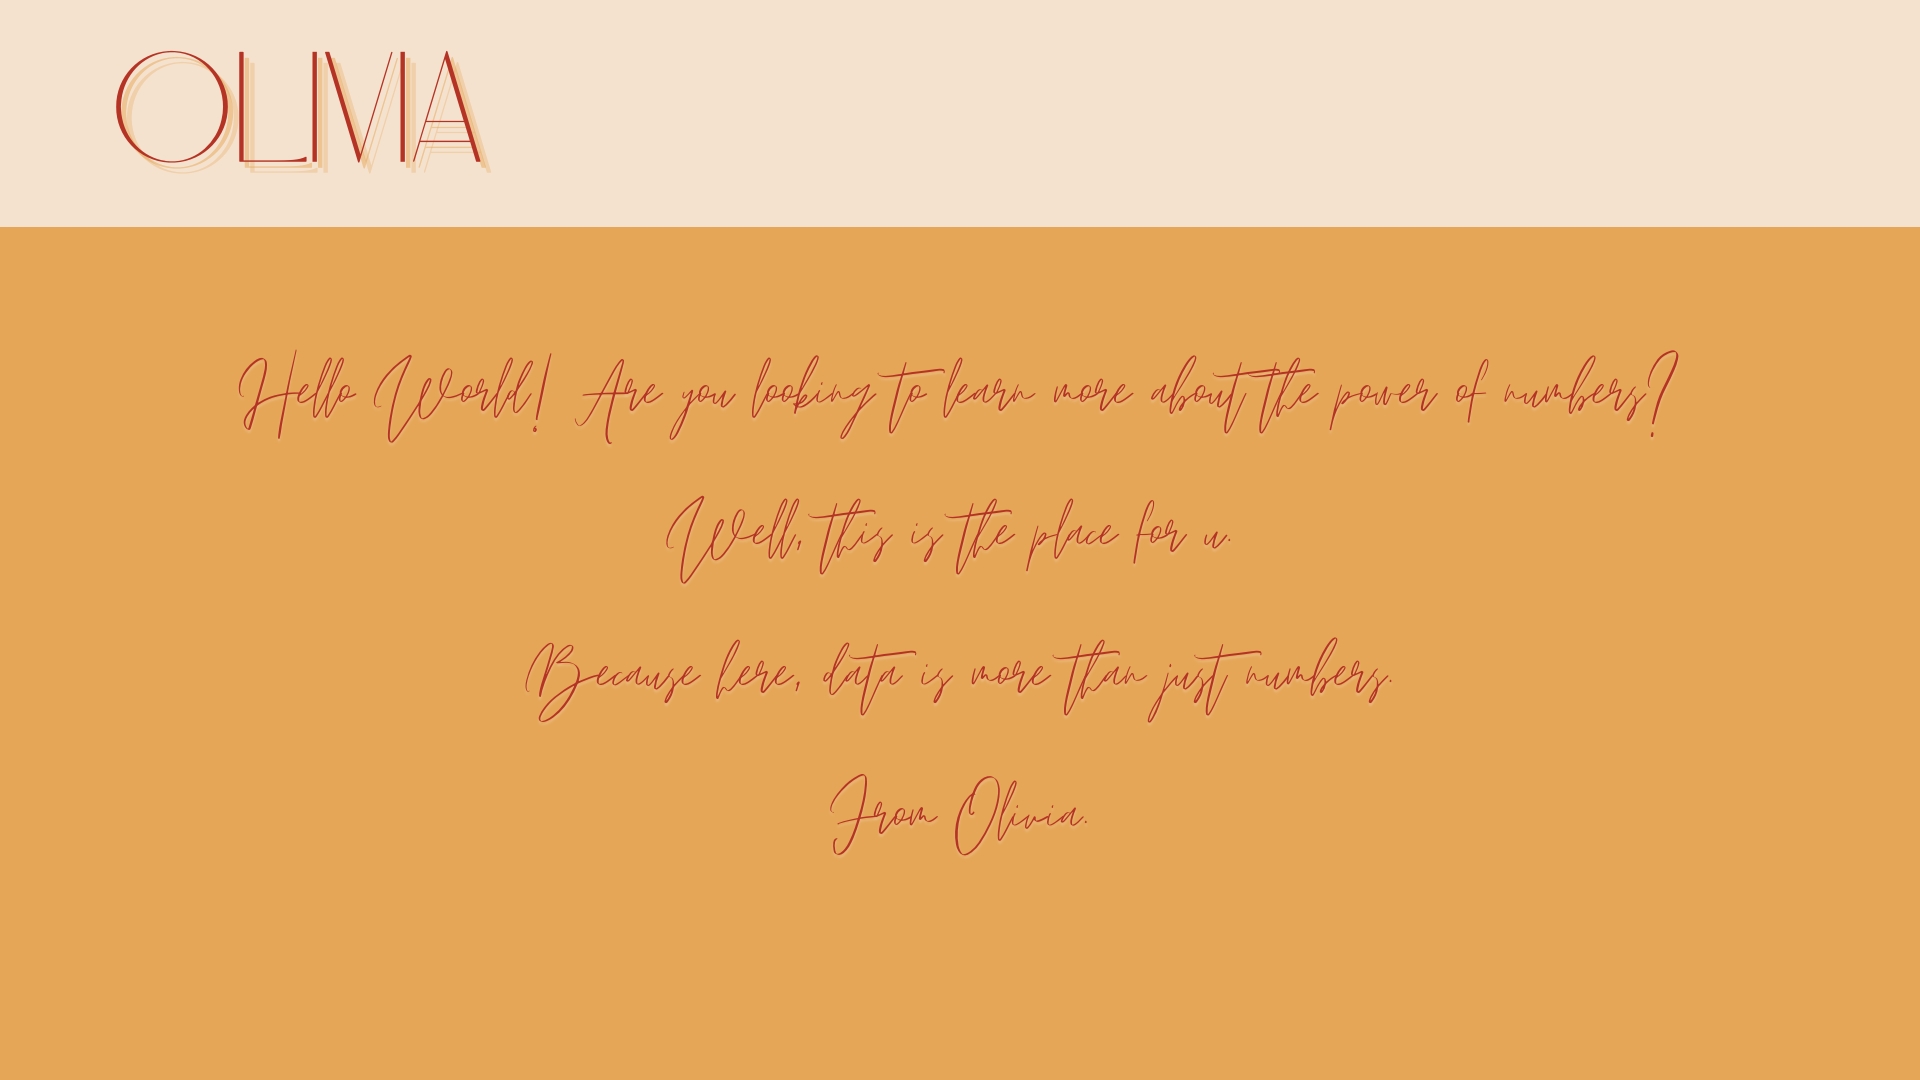 OLIVIA
Hello World! Are you looking to learn more about the power of numbers?
Well, this is the place for u.
Because here, data is more than just numbers.
From Olivia.